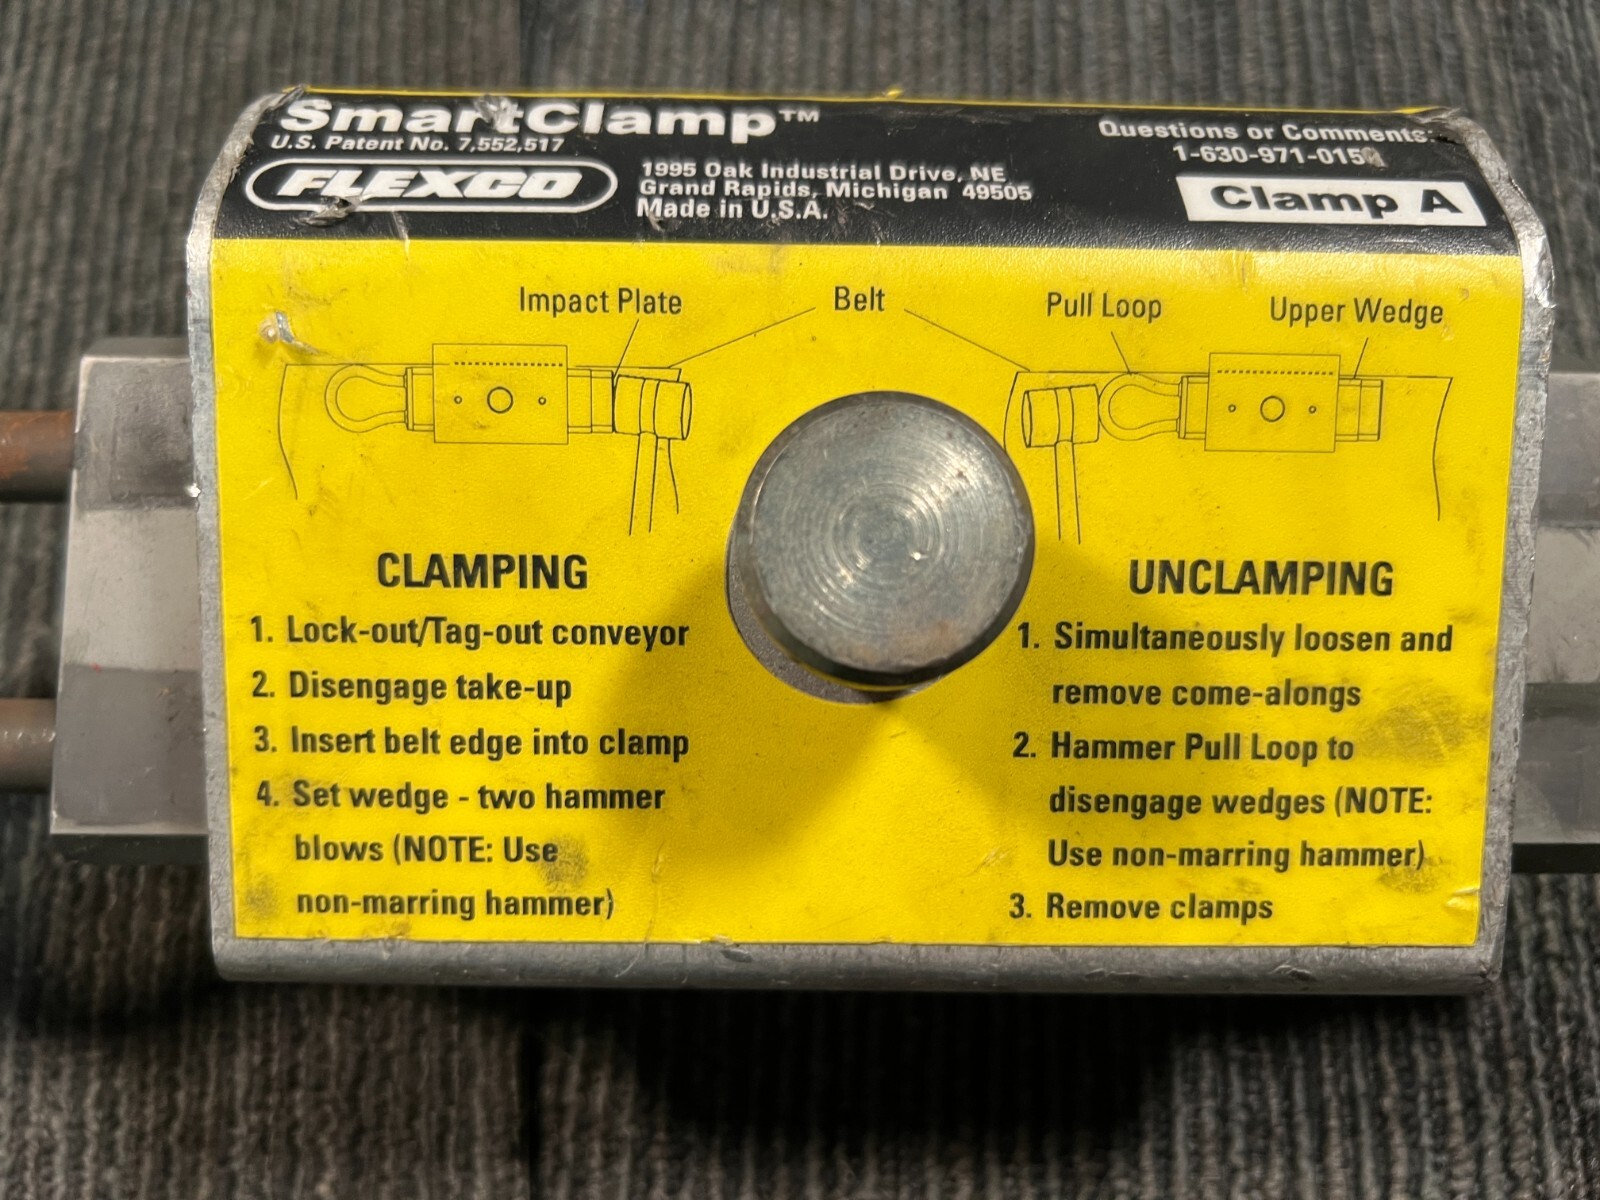 SmartClamp™
U.S. Patent No. 7,552,517
FLEXCO
1995 Oak Industrial Drive, NE
Grand Rapids, Michigan 49505
Made in U.S.A.
Questions or Comments:
Clamp A
Impact Plate
Belt
Pull Loop
Upper Wedge
CLAMPING
1. Lock-out/Tag-out conveyor
2. Disengage take-up
3. Insert belt edge into clamp
4. Set wedge - two hammer
blows (NOTE: Use
non-marring hammer)
UNCLAMPING
1. Simultaneously loosen and
remove come-alongs
2. Hammer Pull Loop to
disengage wedges (NOTE:
Use non-marring hammer)
3. Remove clamps